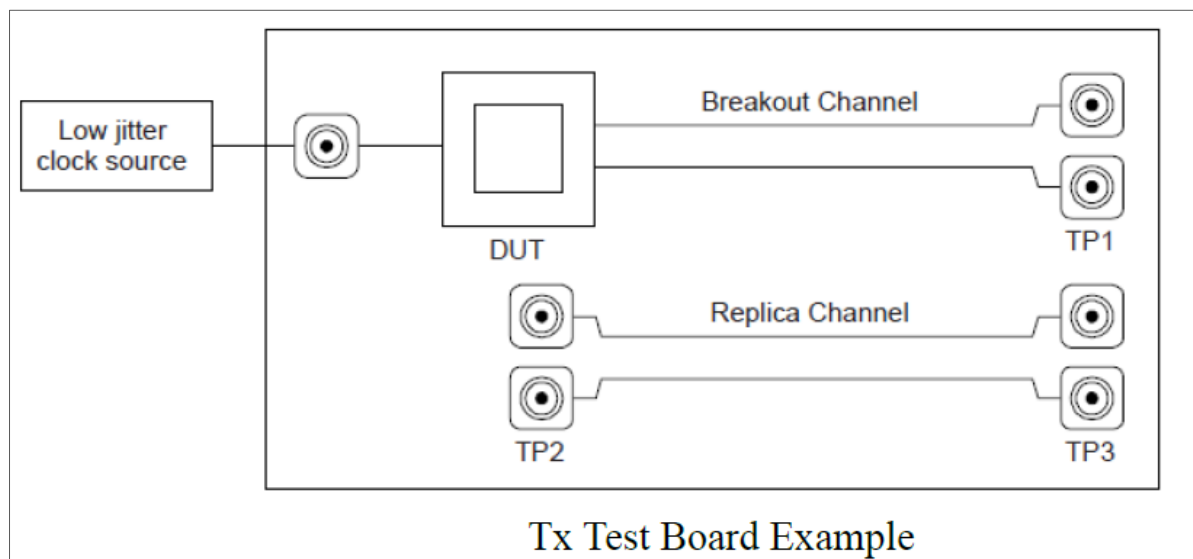 Low jitter
clock source
Breakout Channel
DUT
TP1
Replica Channel
TP2
TP3
Tx Test Board Example